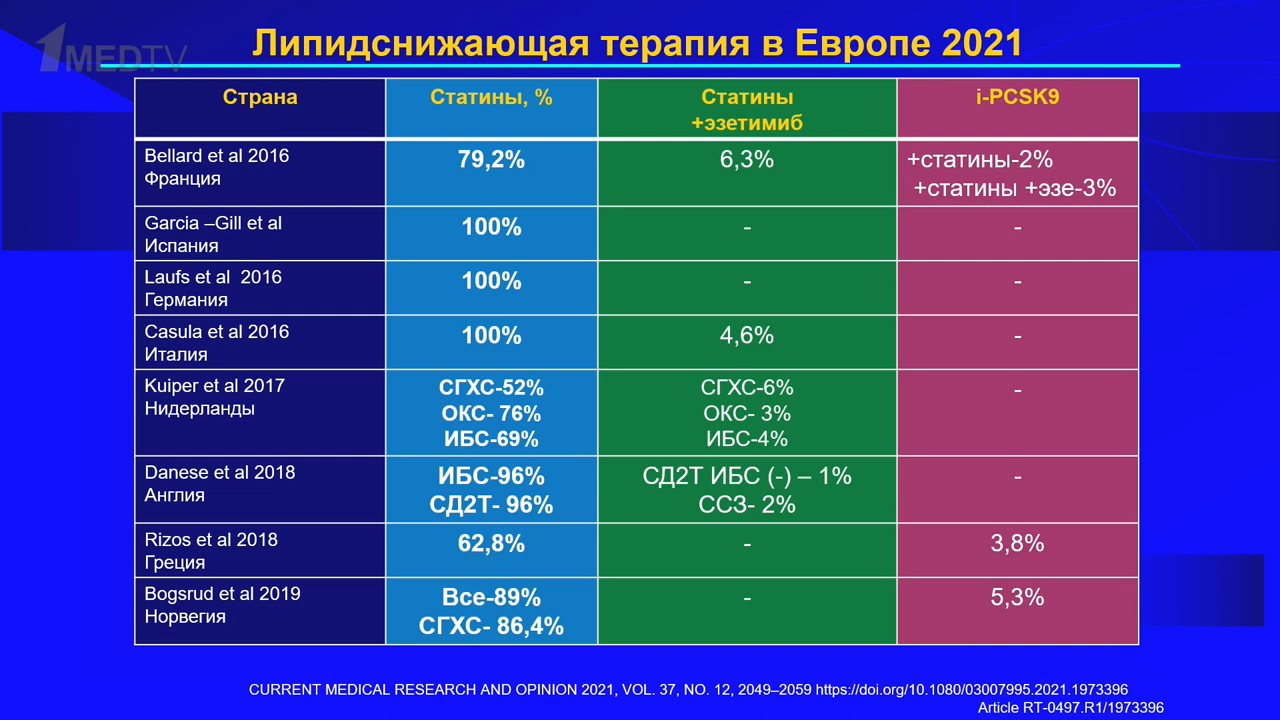 1MEDTV
Липидснижающая терапия в Европе 2021
Страна
Статины, %
Статины
+эзетимиб
i-PCSK9
Bellard et al 2016
Франция
79,2%
6,3%
+статины-2%
+статины +эзе-3%
Garcia –Gill et al
Испания
100%
-
-
Laufs et al 2016
Германия
100%
-
-
Casula et al 2016
Италия
100%
4,6%
-
Kuiper et al 2017
Нидерланды
СГХС-52%
ОКС- 76%
ИБС-69%
СГХС-6%
ОКС- 3%
ИБС-4%
-
Danese et al 2018
Англия
ИБС-96%
СД2Т- 96%
СД2Т ИБС (-) – 1%
ССЗ- 2%
-
Rizos et al 2018
Греция
62,8%
-
3,8%
Bogsrud et al 2019
Норвегия
Все-89%
СГХС- 86,4%
-
5,3%
CURRENT MEDICAL RESEARCH AND OPINION 2021, VOL. 37, NO. 12, 2049–2059 https://doi.org/10.1080/03007995.2021.1973396
Article RT-0497.R1/1973396